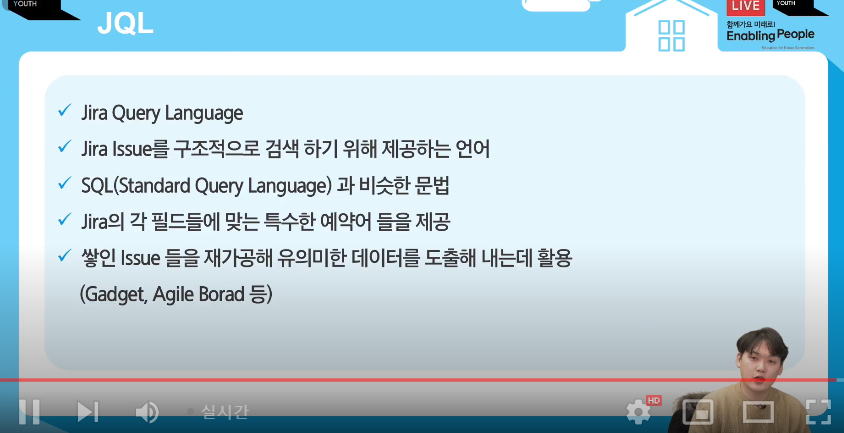 YOUTH
JQL
LIVE
YOUTH
함께가요 미래로!
Enabling People
Jira Query Language
Jira Issue를 구조적으로 검색 하기 위해 제공하는 언어
SQL(Standard Query Language) 과 비슷한 문법
Jira의 각 필드들에 맞는 특수한 예약어 들을 제공
쌓인 Issue 들을 재가공해 유의미한 데이터를 도출해 내는데 활용
(Gadget, Agile Borad 등)
실시간
HD